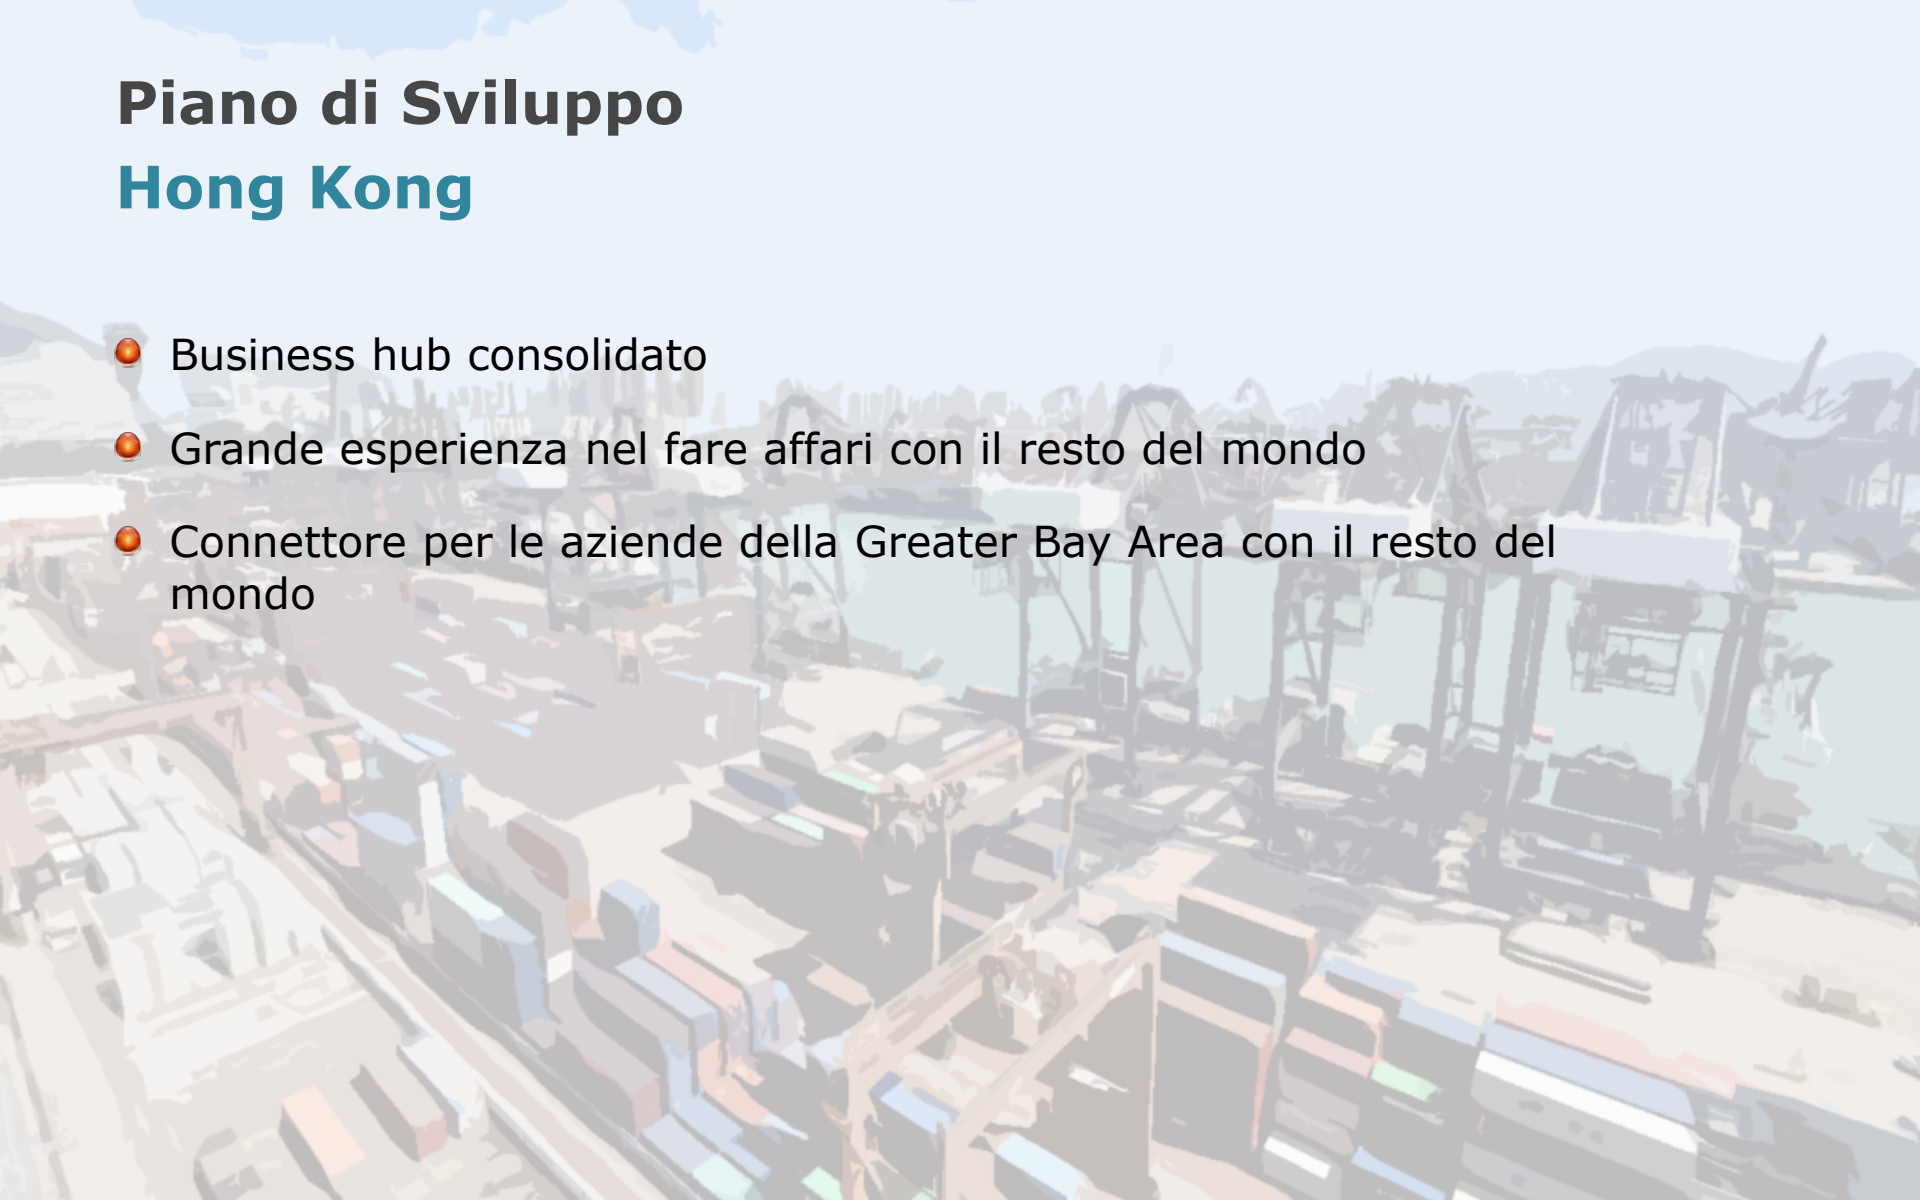 Piano di Sviluppo
Hong Kong
Business hub consolidato
Grande esperienza nel fare affari con il resto del mondo
Connettore per le aziende della Greater Bay Area con il resto del
mondo